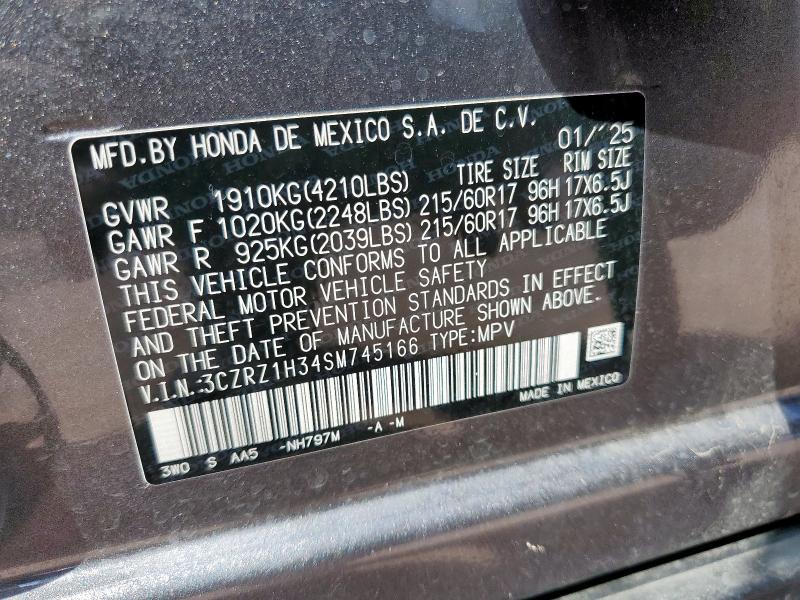 MFD.BY HONDA DE MEXICO S.A. DE C.V. 01/'25
TIRE SIZE RIM SIZE
GVWR 1910KG(4210LBS)
GAWR F 1020KG(2248LBS) 215/60R17 96H 17X6.5J
GAWR R 925KG(2039LBS) 215/60R17 96H 17X6.5J
THIS VEHICLE CONFORMS TO ALL APPLICABLE
FEDERAL MOTOR VEHICLE SAFETY
AND THEFT PREVENTION STANDARDS IN EFFECT
ON THE DATE OF MANUFACTURE SHOWN ABOVE.
V.I.N.:3CZRZ1H34SM745166 TYPE:MPV
MADE IN MEXICO
3W0 S AA5 -NH797M -A -M